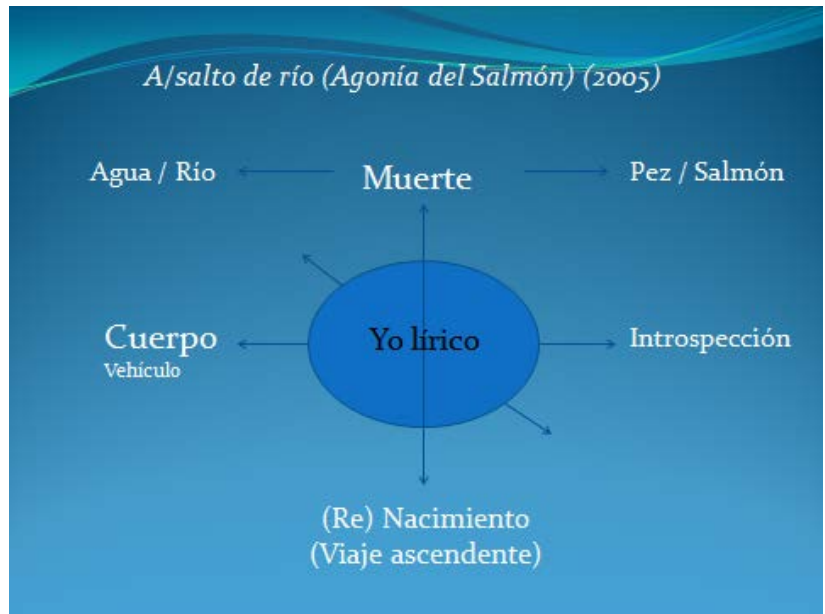 A/salto de río (Agonía del Salmón) (2005)
Agua / Río
Muerte
Pez / Salmón
Cuerpo
Vehículo
Yo lírico
Introspección
(Re) Nacimiento
(Viaje ascendente)